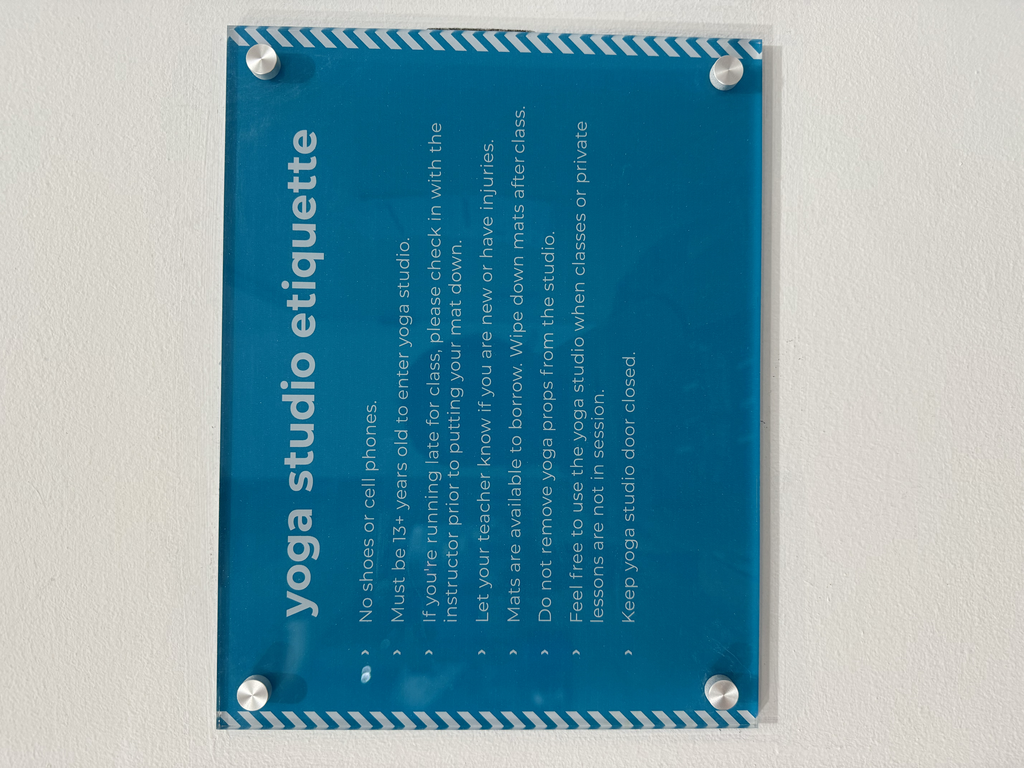 yoga studio etiquette
› No shoes or cell phones.
› Must be 13+ years old to enter yoga studio.
› If you're running late for class, please check in with the
instructor prior to putting your mat down.
› Let your teacher know if you are new or have injuries.
› Mats are available to borrow. Wipe down mats after class.
› Do not remove yoga props from the studio.
› Feel free to use the yoga studio when classes or private
lessons are not in session.
› Keep yoga studio door closed.